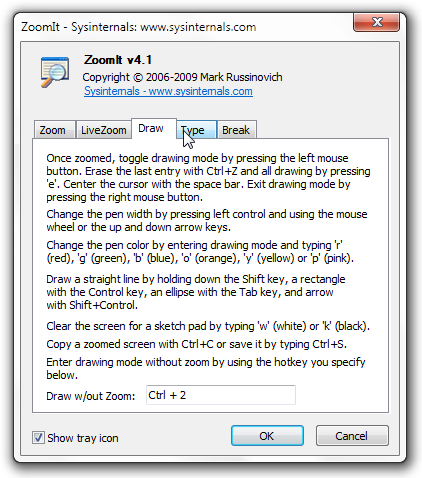 ZoomIt - Sysinternals: www.sysinternals.com
ZoomIt v4.1
Copyright © 2006-2009 Mark Russinovich
Sysinternals - www.sysinternals.com
Zoom LiveZoom Draw Type Break
Once zoomed, toggle drawing mode by pressing the left mouse
button. Erase the last entry with Ctrl+Z and all drawing by pressing
'e'. Center the cursor with the space bar. Exit drawing mode by
pressing the right mouse button.
Change the pen width by pressing left control and using the mouse
wheel or the up and down arrow keys.
Change the pen color by entering drawing mode and typing 'r'
(red), 'g' (green), 'b' (blue), 'o' (orange), 'y' (yellow) or 'p' (pink).
Draw a straight line by holding down the Shift key, a rectangle
with the Control key, an ellipse with the Tab key, and arrow
with Shift+Control.
Clear the screen for a sketch pad by typing 'w' (white) or 'k' (black).
Copy a zoomed screen with Ctrl+C or save it by typing Ctrl+S.
Enter drawing mode without zoom by using the hotkey you specify
below.
Draw w/out Zoom: Ctrl + 2
Show tray icon OK Cancel